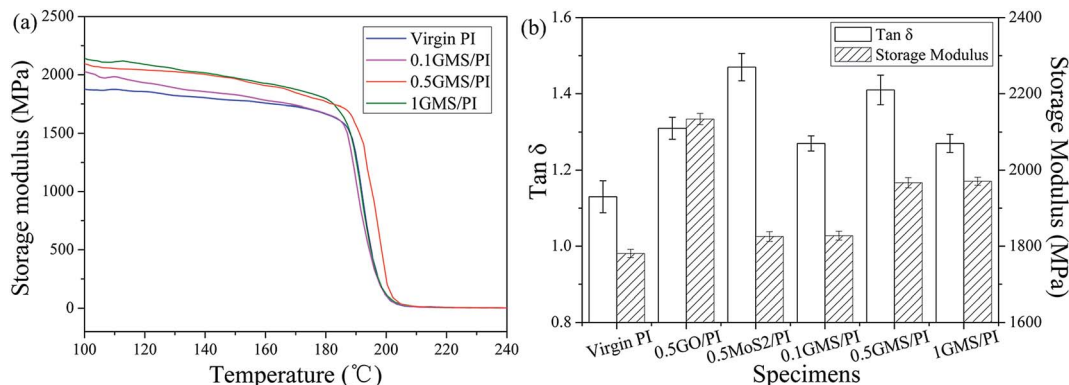 (a)
2500
2000
1500
1000
500
0
Storage modulus (MPa)
Virgin PI
0.1GMS/PI
0.5GMS/PI
1GMS/PI
100 120 140 160 180 200 220 240
Temperature (℃)
(b)
1.6
1.4
1.2
1.0
0.8
Tan δ
Tan δ
Storage Modulus
2400
2200
2000
1800
1600
Storage Modulus (MPa)
Virgin PI 0.5GO/PI 0.5MoS2/PI 0.1GMS/PI 0.5GMS/PI 1GMS/PI
Specimens